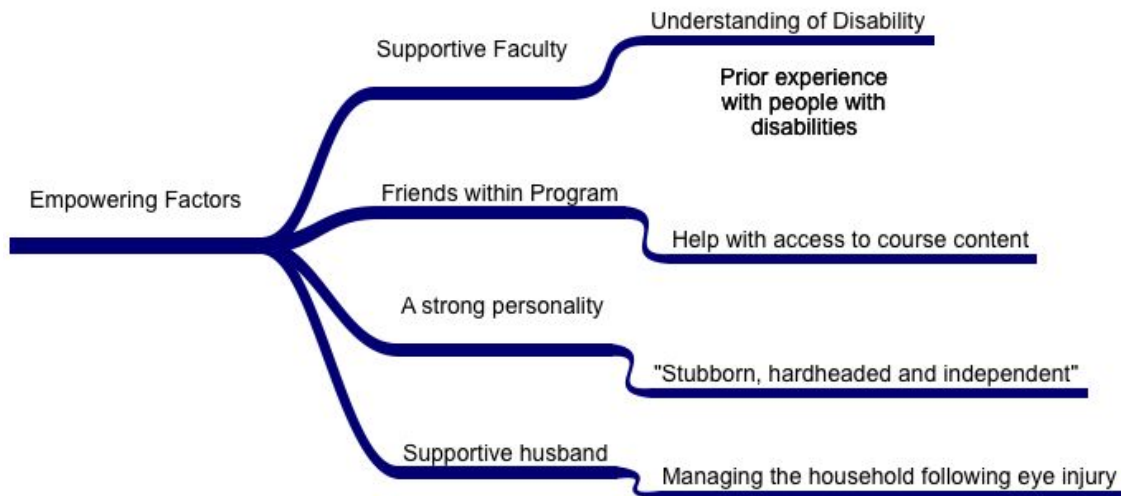 Empowering Factors
Supportive Faculty
Understanding of Disability
Prior experience
with people with
disabilities
Friends within Program
Help with access to course content
A strong personality
"Stubborn, hardheaded and independent"
Supportive husband
Managing the household following eye injury